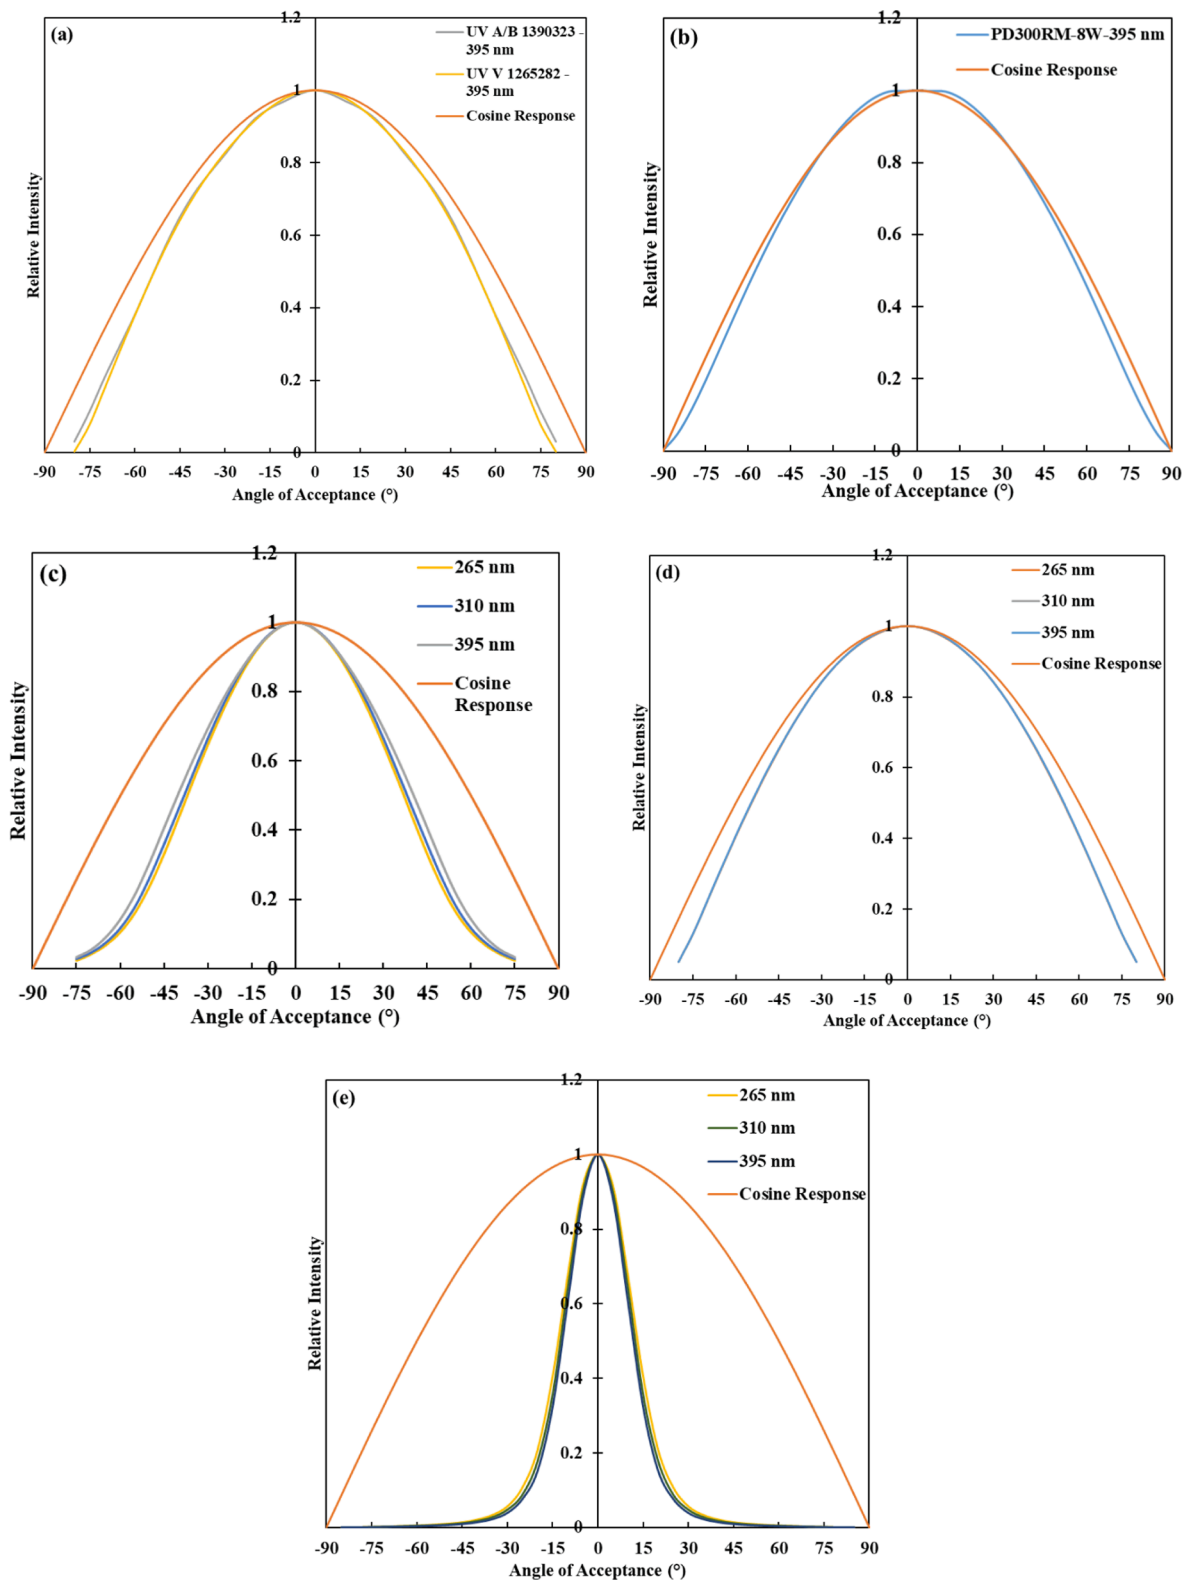 (a)
1.2
UV A/B 1390323 -
395 nm
UV V 1265282 -
395 nm
Cosine Response
1
0.8
0.6
0.4
0.2
0
Relative Intensity
-90 -75 -60 -45 -30 -15 0 15 30 45 60 75 90
Angle of Acceptance (°)
(b)
1.2
PD300RM-8W-395 nm
Cosine Response
1
0.8
0.6
0.4
0.2
0
Relative Intensity
-90 -75 -60 -45 -30 -15 0 15 30 45 60 75 90
Angle of Acceptance (°)
(c)
1.2
265 nm
310 nm
395 nm
Cosine
Response
1
0.8
0.6
0.4
0.2
0
Relative Intensity
-90 -75 -60 -45 -30 -15 0 15 30 45 60 75 90
Angle of Acceptance (°)
(d)
1.2
265 nm
310 nm
395 nm
Cosine Response
1
0.8
0.6
0.4
0.2
0
Relative Intensity
-90 -75 -60 -45 -30 -15 0 15 30 45 60 75 90
Angle of Acceptance (°)
(e)
1.2
265 nm
310 nm
395 nm
Cosine Response
1
0.8
0.6
0.4
0.2
0
Relative Intensity
-90 -75 -60 -45 -30 -15 0 15 30 45 60 75 90
Angle of Acceptance (°)